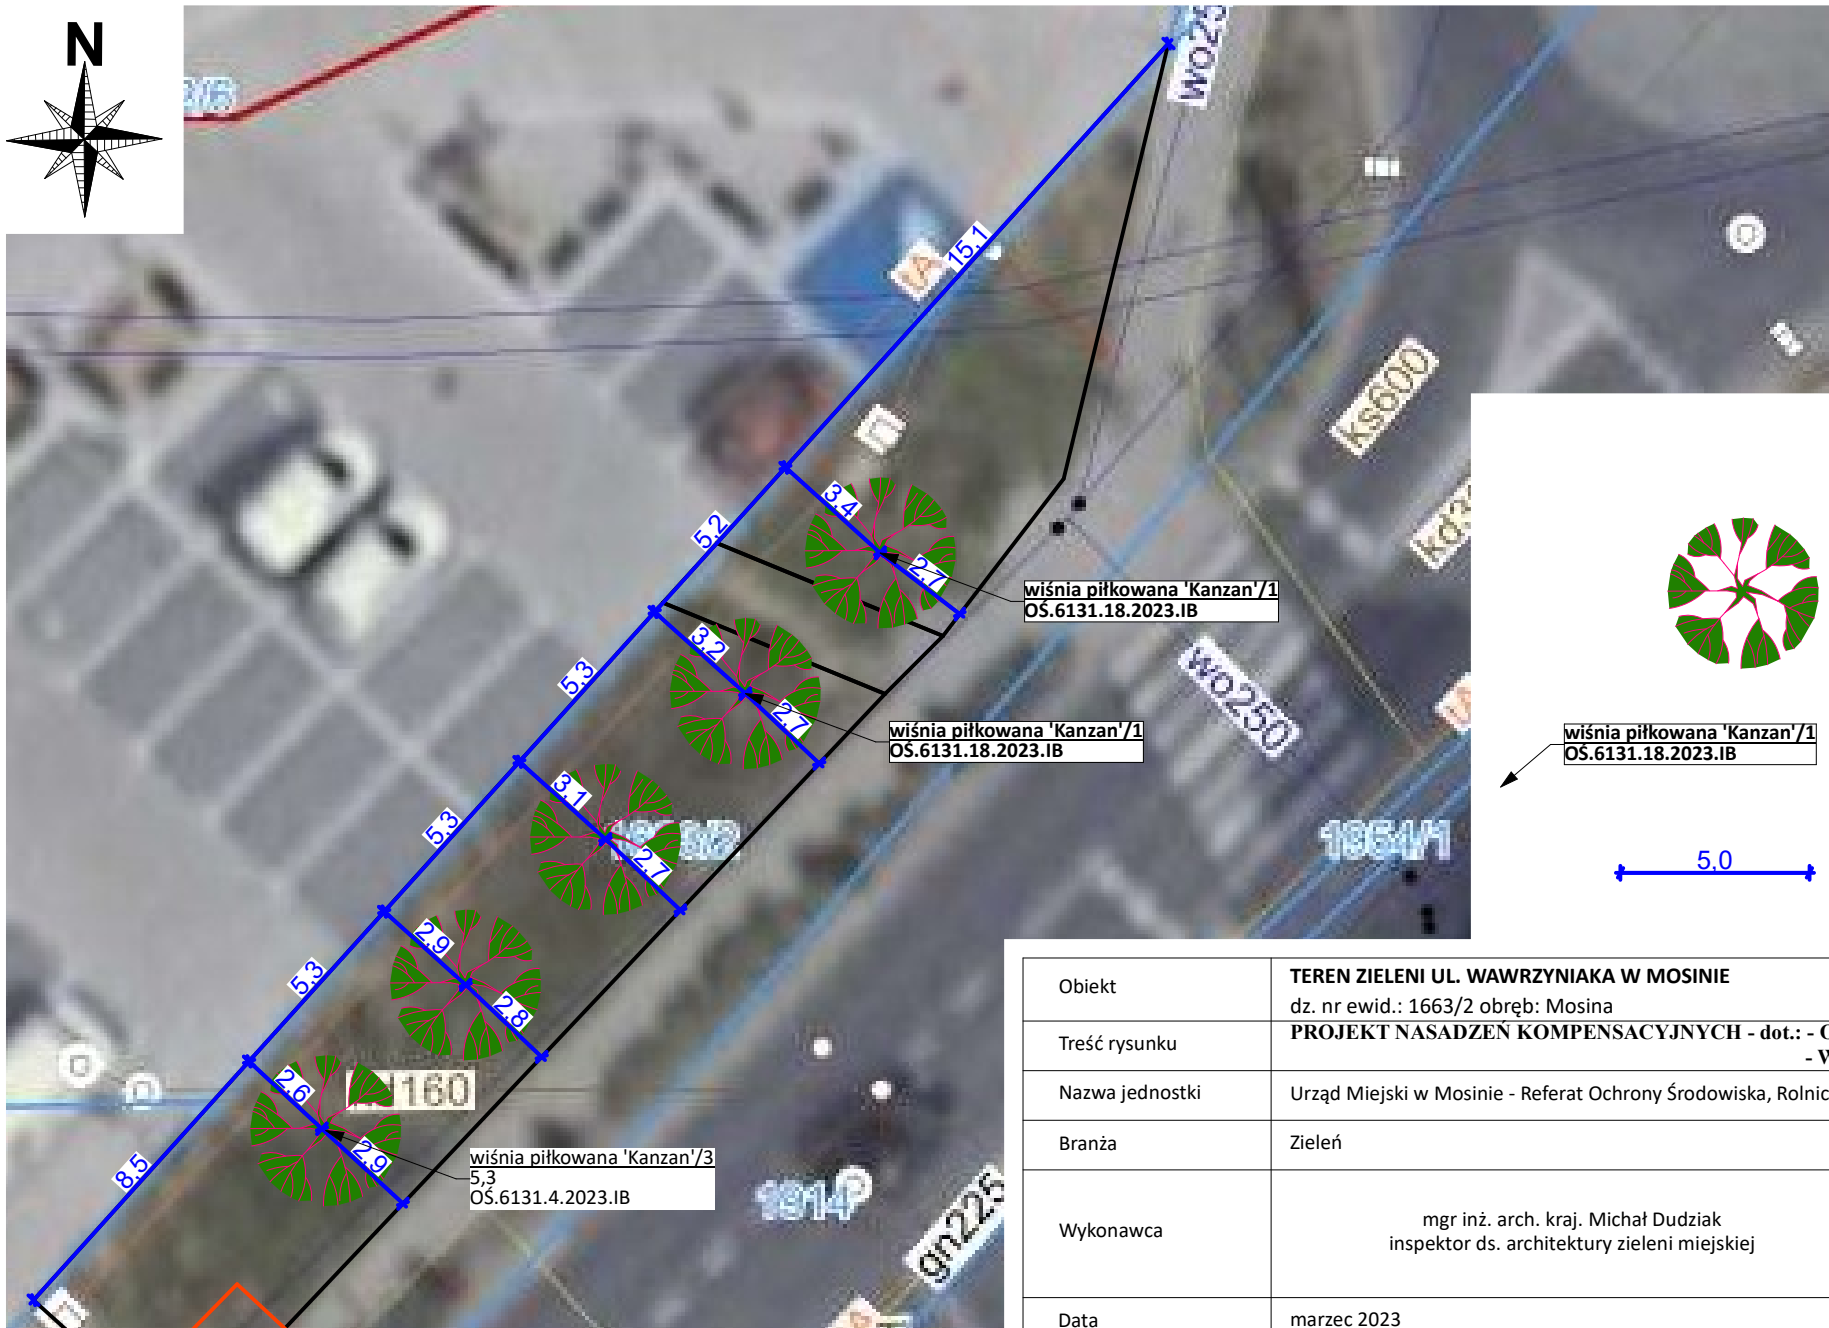 N
3/6
wo25
15,1
tA
ks600
kd3
3,4
5,2
2,7
wiśnia piłkowana 'Kanzan'/1
OŚ.6131.18.2023.IB
3,2
5,3
2,7
wo250
wiśnia piłkowana 'Kanzan'/1
OŚ.6131.18.2023.IB
wiśnia piłkowana 'Kanzan'/1
OŚ.6131.18.2023.IB
3,1
5,3
2,7
1964/1
5,0
2,9
5,3
2,8
2,6
160
2,9
8,5
wiśnia piłkowana 'Kanzan'/3
5,3
OŚ.6131.4.2023.IB
1914
gn225
Obiekt
TEREN ZIELENI UL. WAWRZYNIAKA W MOSINIE
dz. nr ewid.: 1663/2 obręb: Mosina
Treść rysunku
PROJEKT NASADZEŃ KOMPENSACYJNYCH - dot.: - O
- W
Nazwa jednostki
Urząd Miejski w Mosinie - Referat Ochrony Środowiska, Rolnic
Branża
Zieleń
Wykonawca
mgr inż. arch. kraj. Michał Dudziak
inspektor ds. architektury zieleni miejskiej
Data
marzec 2023